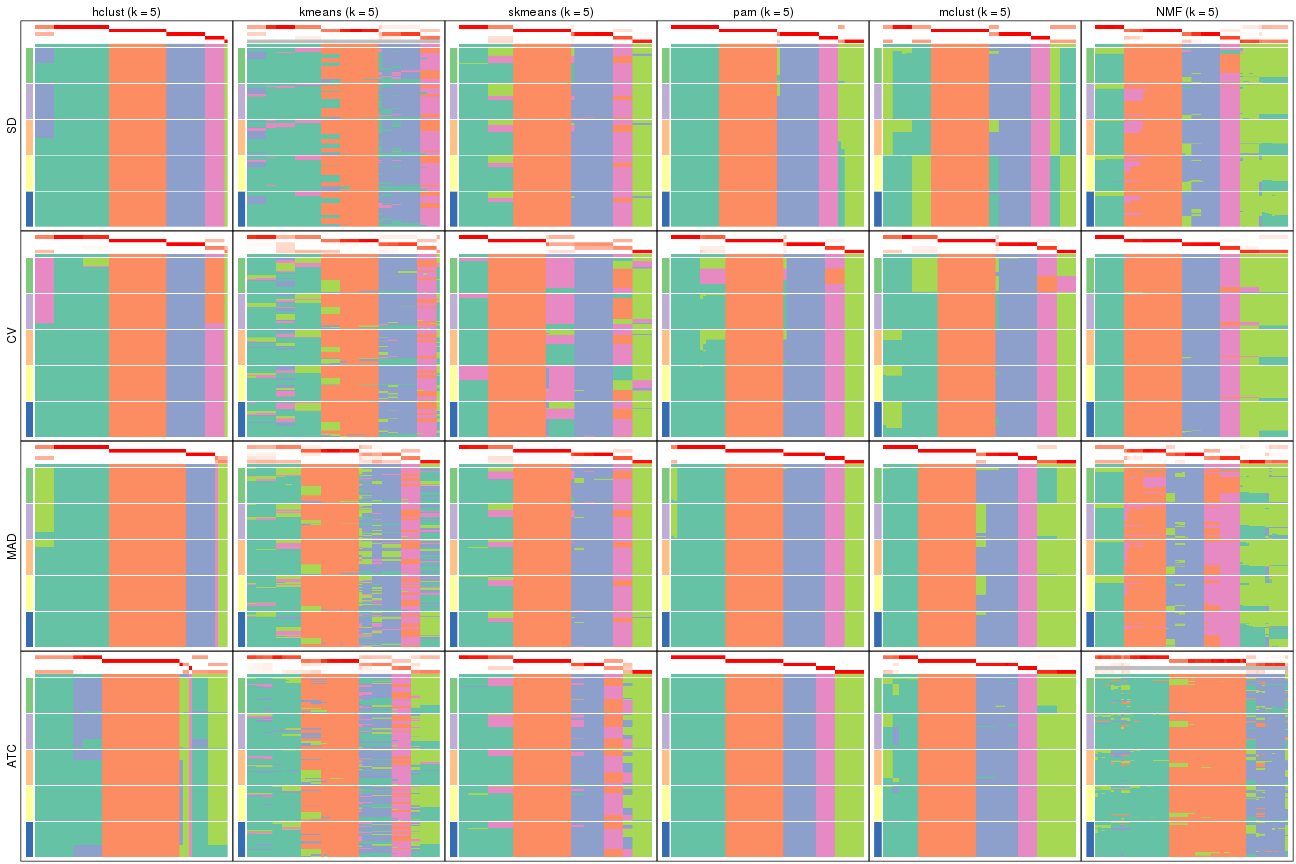 hclust (k = 5) kmeans (k = 5) skmeans (k = 5) pam (k = 5) mclust (k = 5) NMF (k = 5)
SD
CV
MAD
ATC